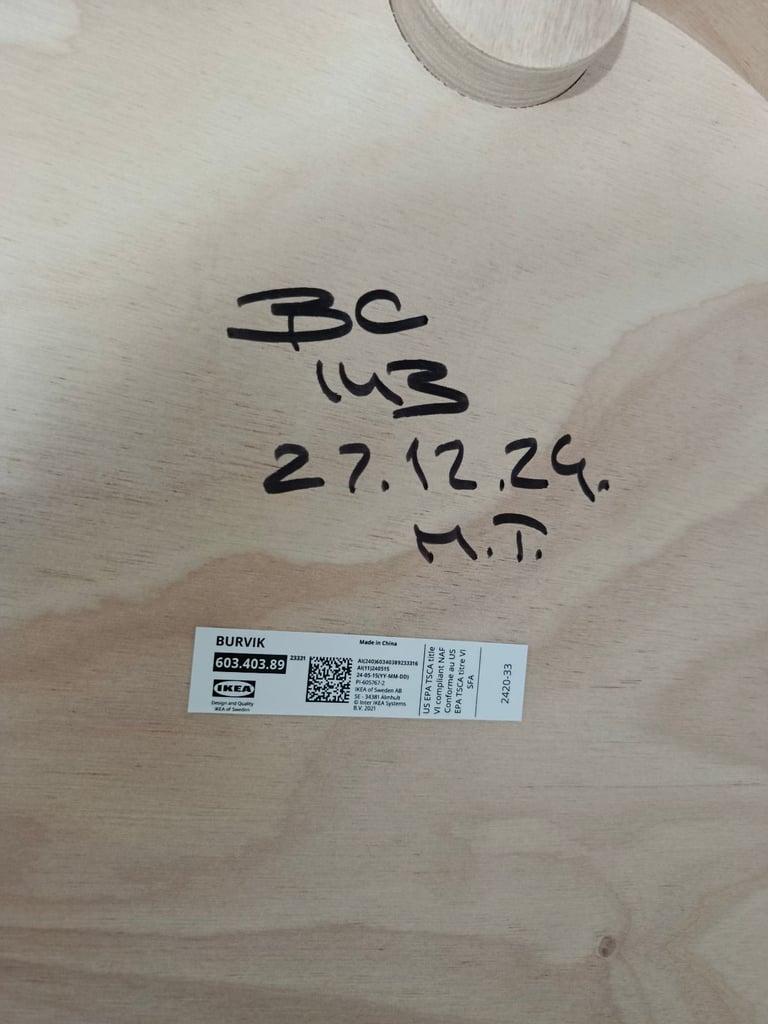 BC
143
27.12.24.
M.T.
BURVIK
603.403.89
23331
IKEA
Design and Quality
IKEA of Sweden
Made in China
AI(240)60340389233316
AI(11)240515
24-05-15(YY-MM-DD)
PI-605767-2
IKEA of Sweden AB
SE - 34381 Älmhult
© Inter IKEA Systems
B.V. 2021
US EPA TSCA title
VI compliant NAF
Conforme au US
EPA TSCA titre VI
SFA
2420-33